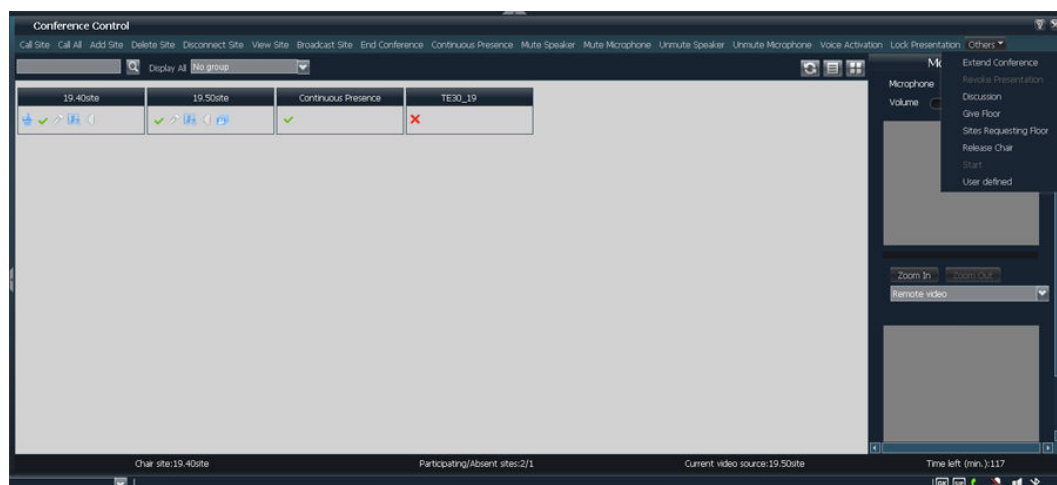 Conference Control
Call Site Call All Add Site Delete Site Disconnect Site View Site Broadcast Site End Conference Continuous Presence Mute Speaker Mute Microphone Unmute Speaker Unmute Microphone Voice Activation Lock Presentation Others
Display All No group
19.40site 19.50site Continuous Presence TE30_19
Microphone
Volume
Extend Conference
Revoke Presentation
Discussion
Give Floor
Sites Requesting Floor
Release Chair
Start
User defined
Zoom In Zoom Out
Remote video
Chair site:19.40site Participating/Absent sites:2/1 Current video source:19.50site Time left (min.):117